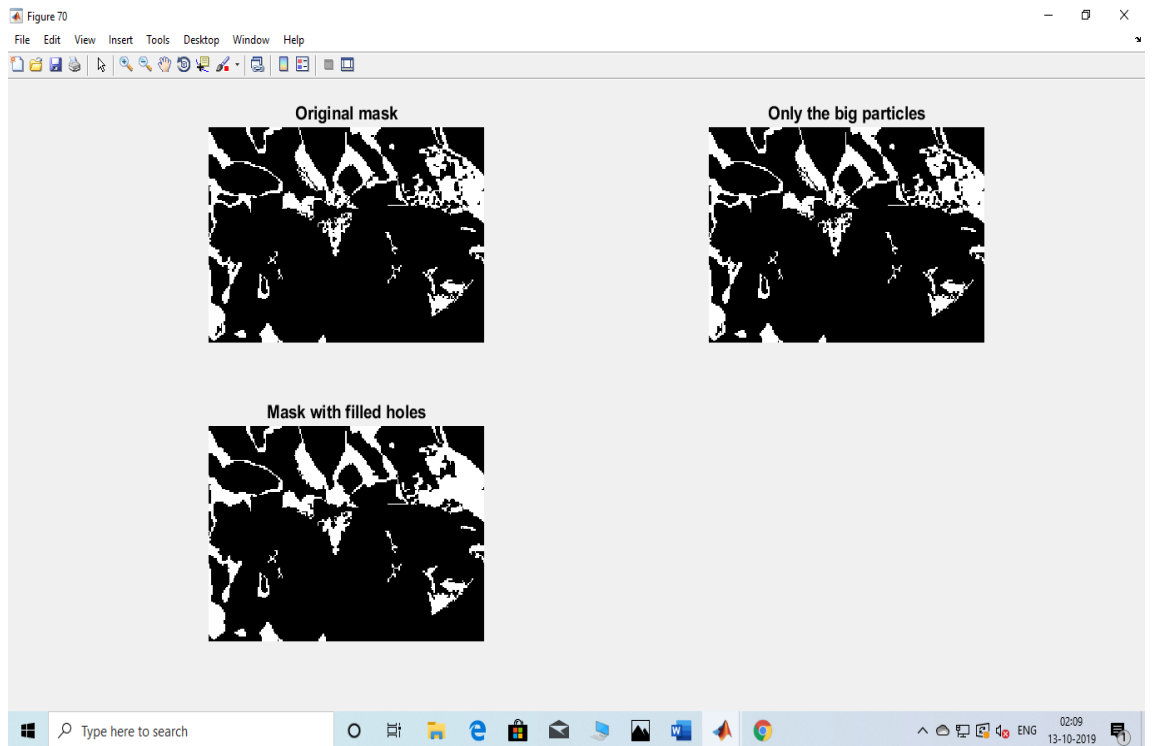 Figure 70
File Edit View Insert Tools Desktop Window Help
Original mask
Only the big particles
Mask with filled holes
Type here to search
ENG
02:09
13-10-2019
1